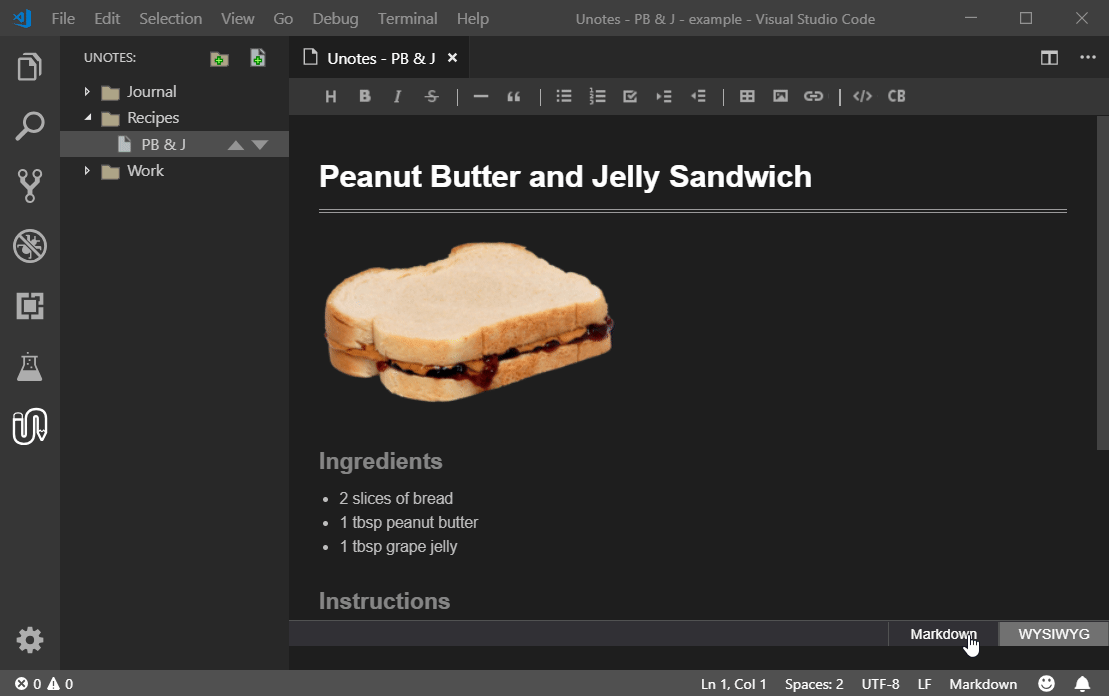 File Edit Selection View Go Debug Terminal Help Unotes - PB & J - example - Visual Studio Code
UNOTES: Unotes - PB & J
Journal
Recipes
PB & J
Work
H B I S CB
Peanut Butter and Jelly Sandwich
Ingredients
• 2 slices of bread
• 1 tbsp peanut butter
• 1 tbsp grape jelly
Instructions
Markdown WYSIWYG
0 0 Ln 1, Col 1 Spaces: 2 UTF-8 LF Markdown